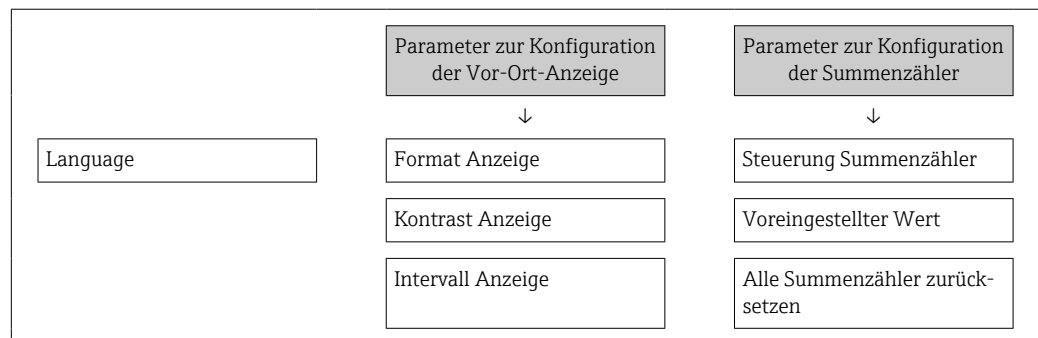 Parameter zur Konfiguration
der Vor-Ort-Anzeige
Parameter zur Konfiguration
der Summenzähler
↓
↓
Language
Format Anzeige
Steuerung Summenzähler
Kontrast Anzeige
Voreingestellter Wert
Intervall Anzeige
Alle Summenzähler zurück-
setzen